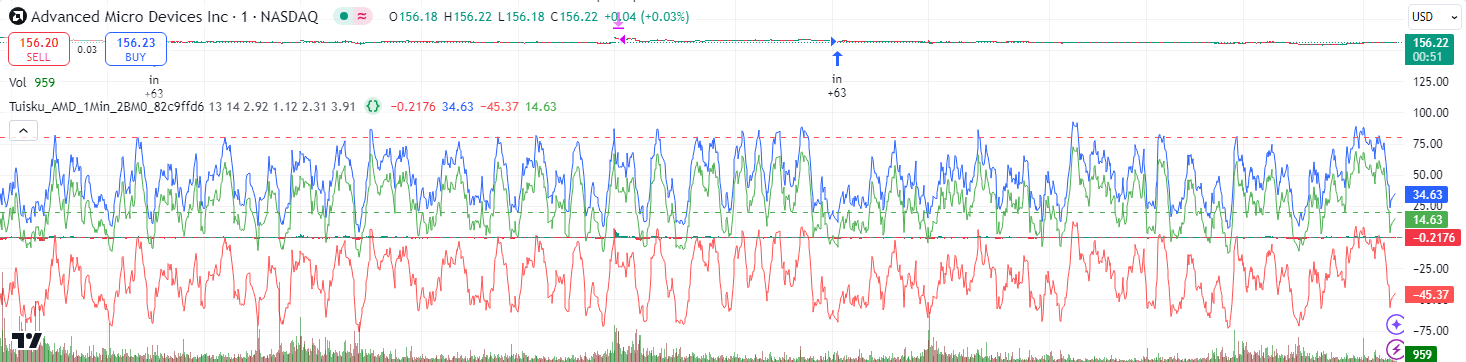 Advanced Micro Devices Inc · 1 · NASDAQ O156.18 H156.22 L156.18 C156.22 +0.04 (+0.03%) USD
156.20 SELL 0.03 156.23 BUY
156.22
00:51
Vol 959
in
+63
in
+63
Tuisku_AMD_1Min_2BM0_82c9ffd6 13 14 2.92 1.12 2.31 3.91 {} −0.2176 34.63 −45.37 14.63
125.00
100.00
75.00
50.00
34.63
25.00
14.63
−0.2176
−25.00
−45.37
−75.00
959